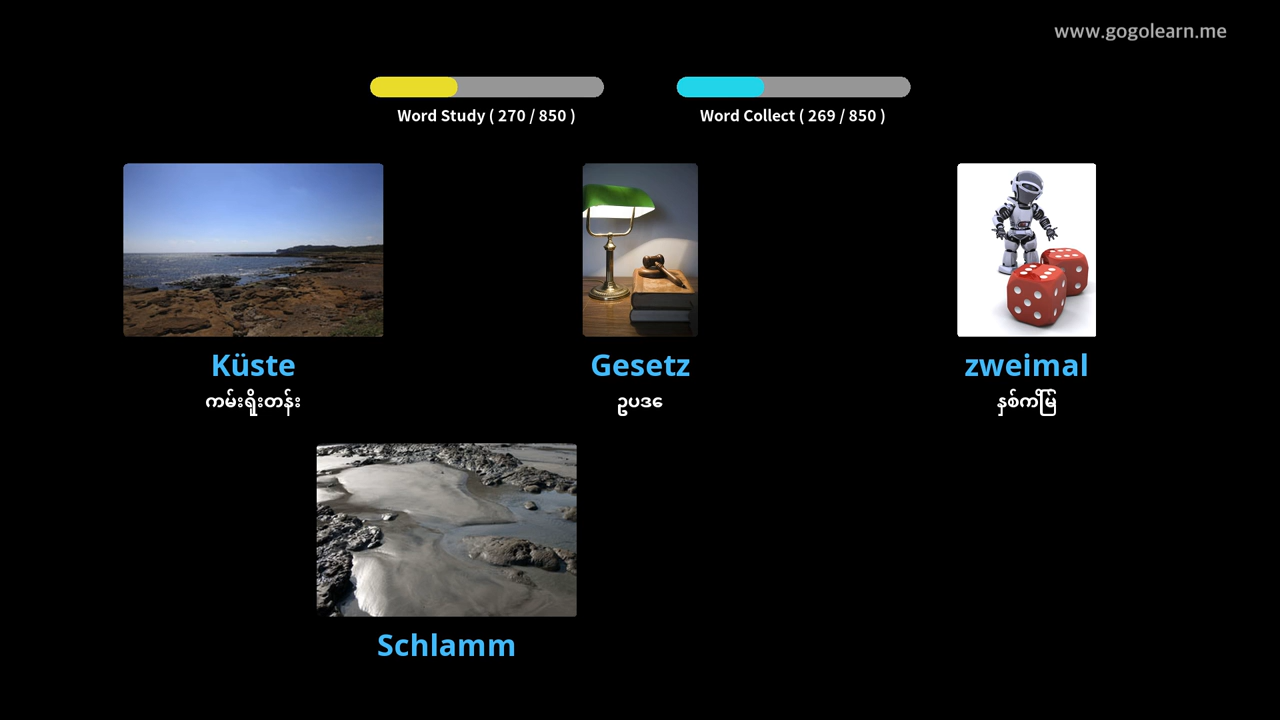 www.gogolearn.me
Word Study ( 270 / 850 )
Word Collect ( 269 / 850 )
Küste
ကမ်းရိုးတန်း
Gesetz
ဥပဒေ
zweimal
နှစ်ကြိမ်
Schlamm